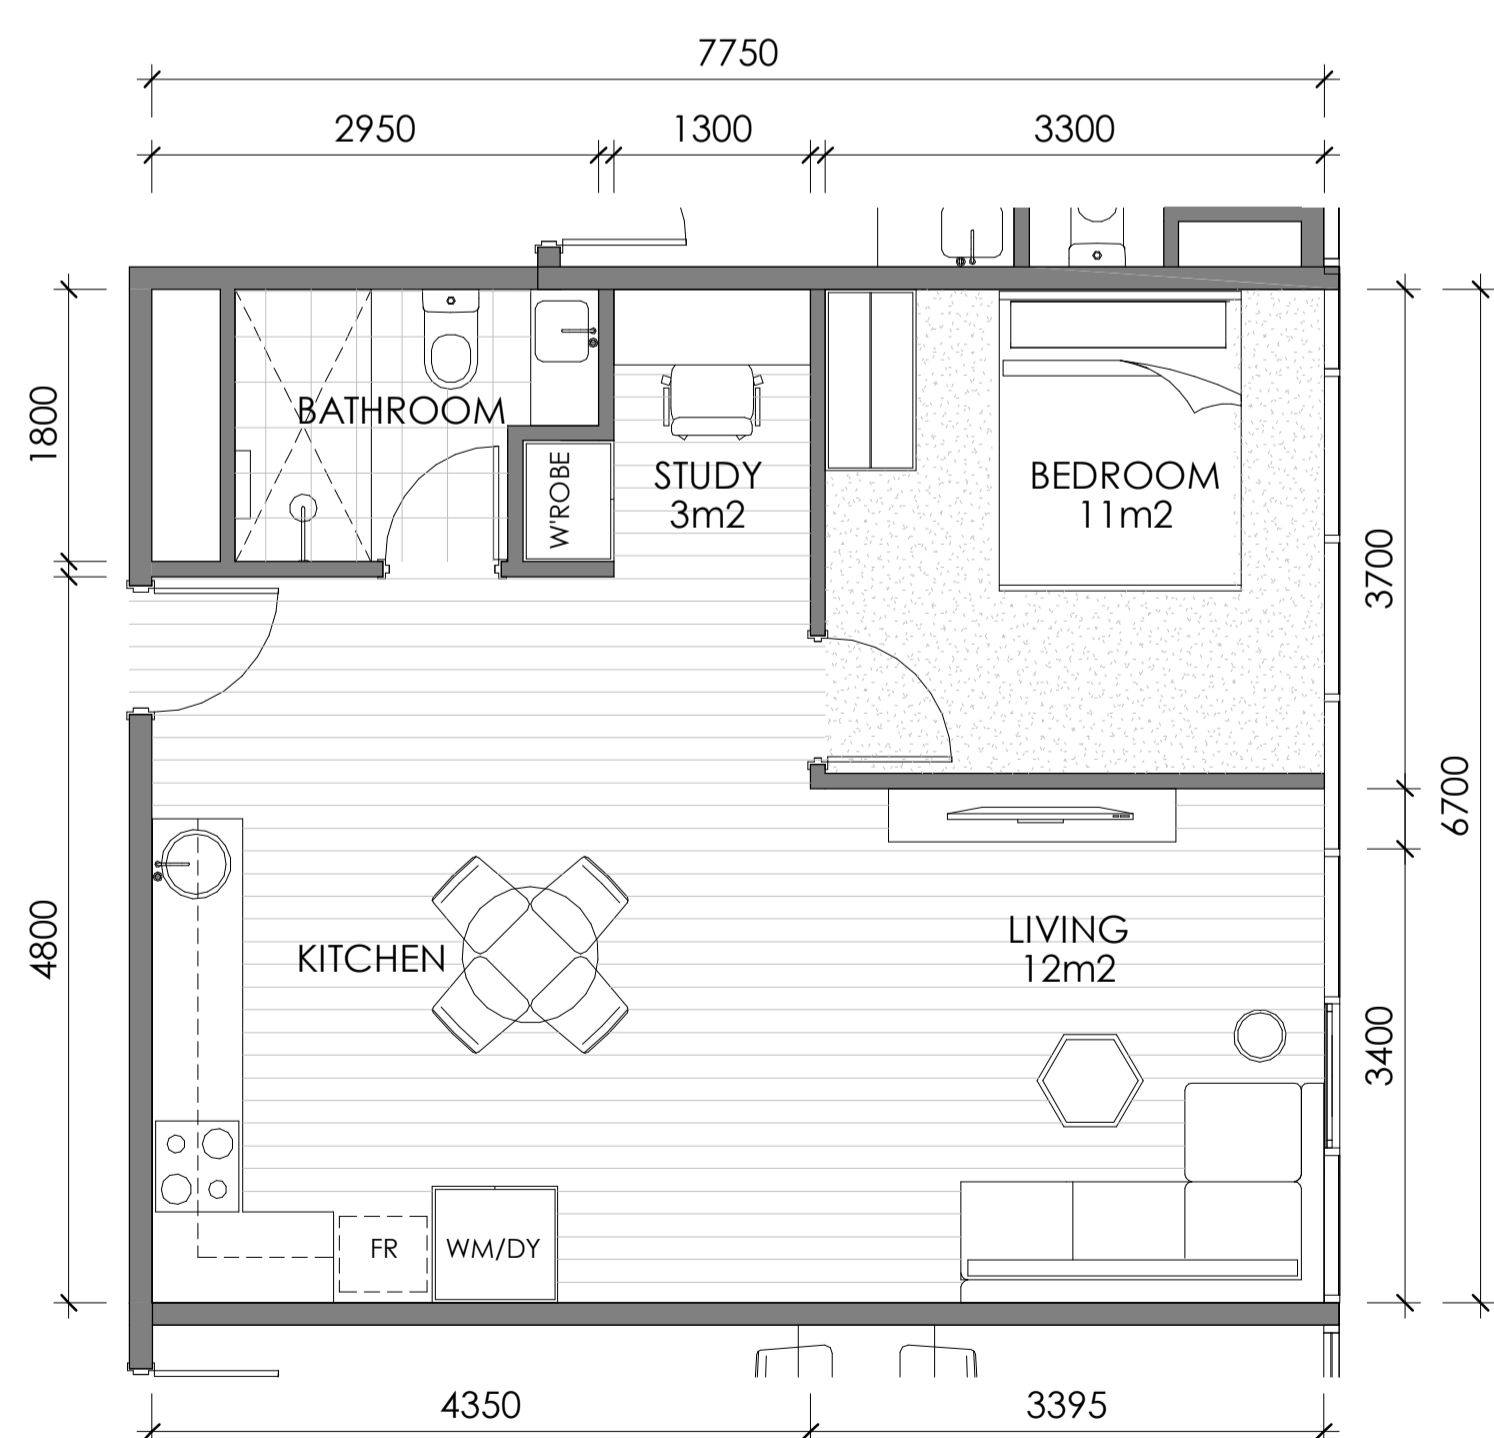 7750
2950
1300
3300
1800
BATHROOM
W'ROBE
STUDY
3m2
BEDROOM
11m2
3700
6700
4800
KITCHEN
LIVING
12m2
3400
FR
WM/DY
4350
3395